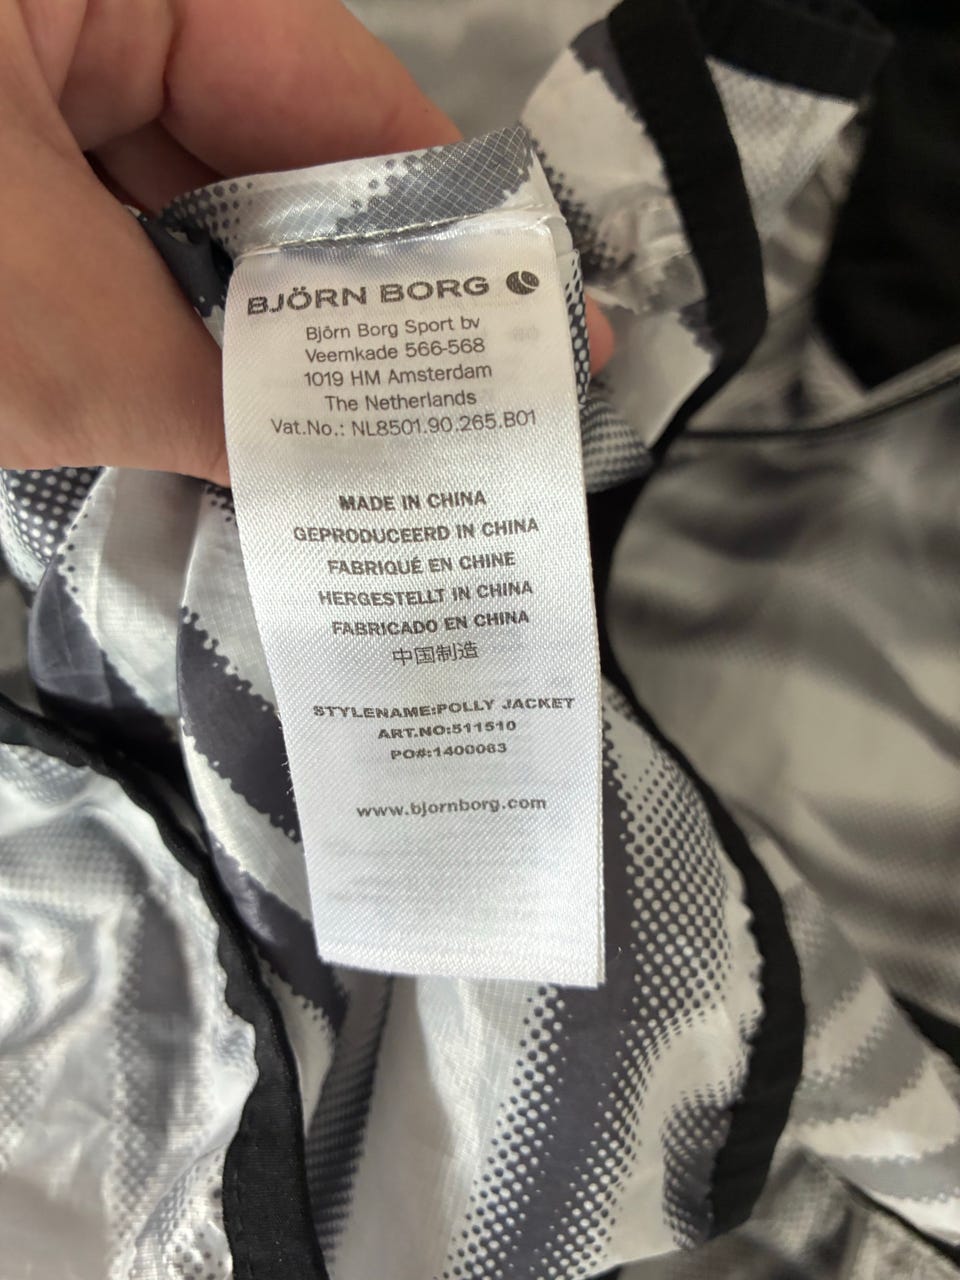 BJÖRN BORG
Björn Borg Sport bv
Veemkade 566-568
1019 HM Amsterdam
The Netherlands
Vat.No.: NL8501.90.265.B01
MADE IN CHINA
GEPRODUCEERD IN CHINA
FABRIQUÉ EN CHINE
HERGESTELLT IN CHINA
FABRICADO EN CHINA
中国制造
STYLENAME:POLLY JACKET
ART.NO:511510
PO#:1400063
www.bjornborg.com